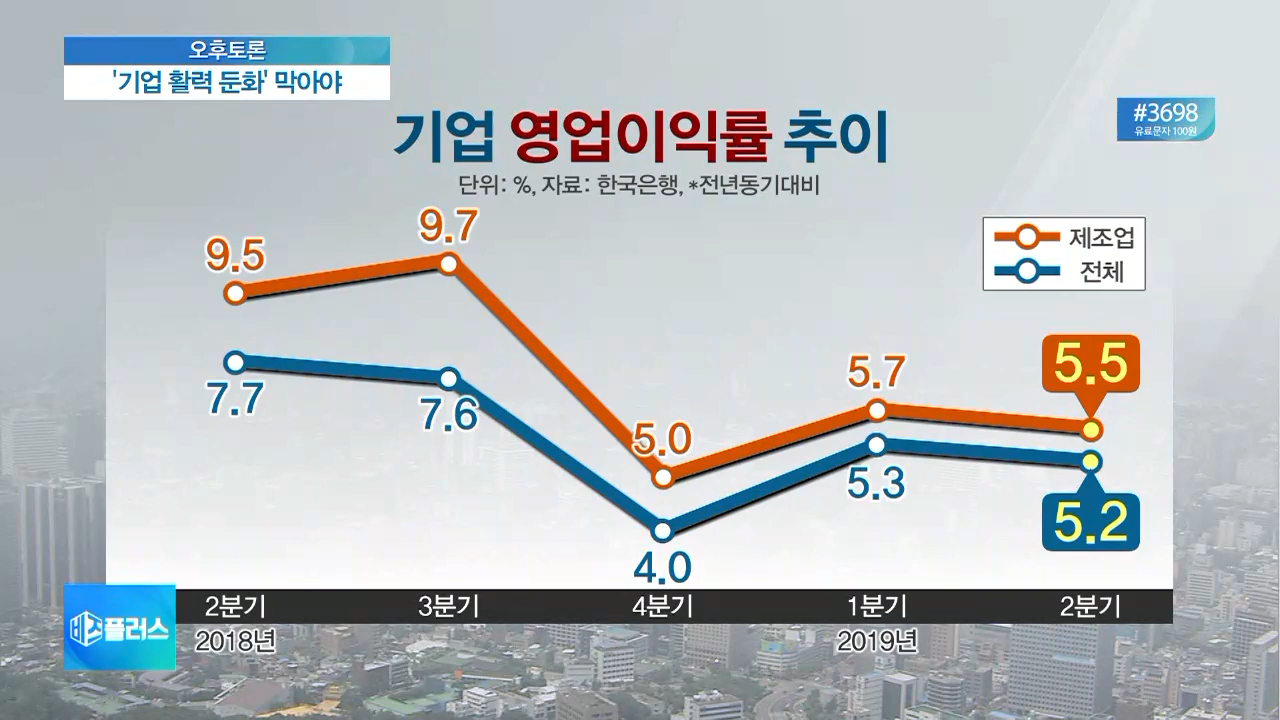 오후토론
'기업 활력 둔화' 막아야
#3698
유료문자 100원
기업 영업이익률 추이
단위: %, 자료: 한국은행, *전년동기대비
제조업
전체
9.5
9.7
5.0
5.7
5.5
7.7
7.6
4.0
5.3
5.2
2분기 3분기 4분기 1분기 2분기
2018년 2019년
비즈플러스